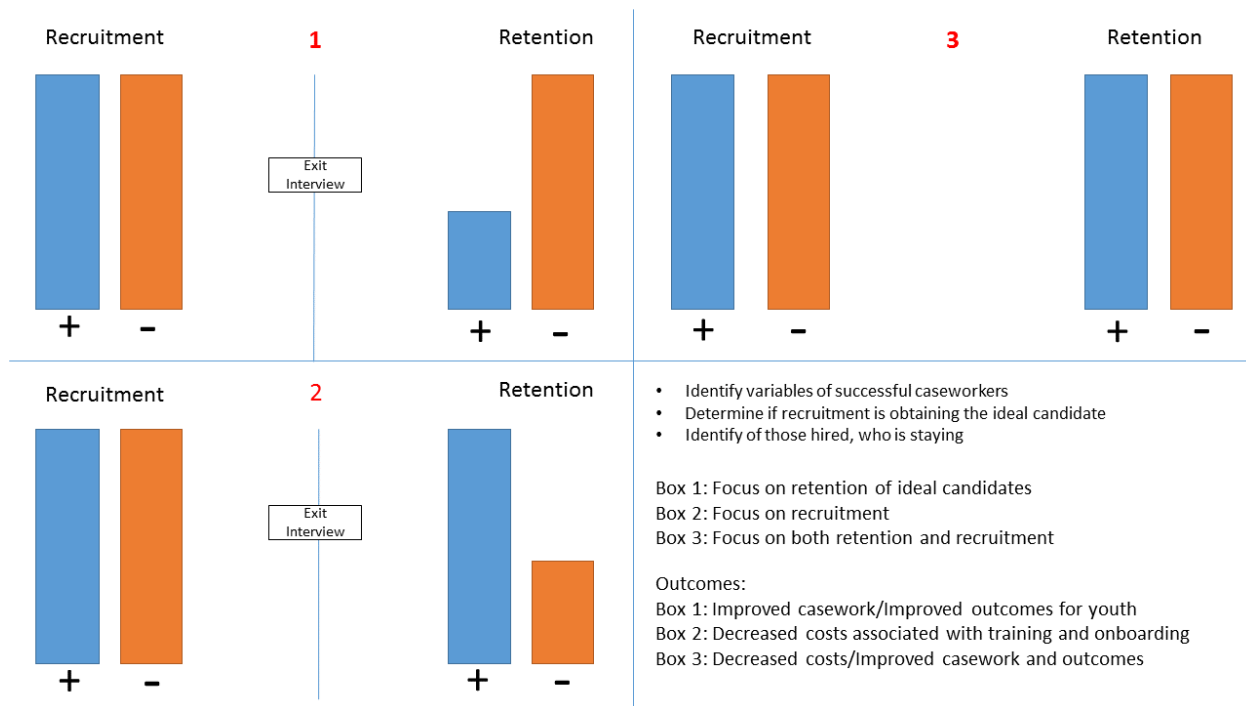 Recruitment
1
Retention
Exit
Interview
+
-
+
-
Recruitment
3
Retention
+
-
+
-
Recruitment
2
Retention
Exit
Interview
+
-
+
-
• Identify variables of successful caseworkers
• Determine if recruitment is obtaining the ideal candidate
• Identify of those hired, who is staying
Box 1: Focus on retention of ideal candidates
Box 2: Focus on recruitment
Box 3: Focus on both retention and recruitment
Outcomes:
Box 1: Improved casework/Improved outcomes for youth
Box 2: Decreased costs associated with training and onboarding
Box 3: Decreased costs/Improved casework and outcomes